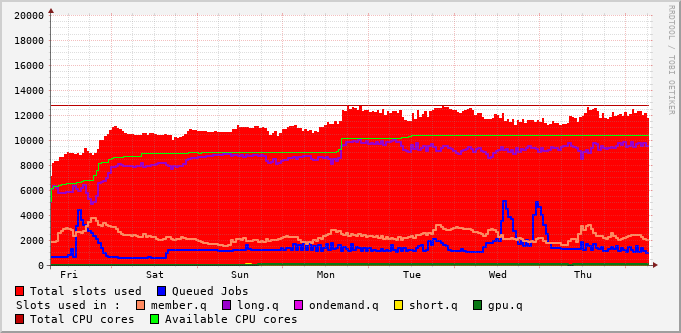 20000
18000
16000
14000
12000
10000
8000
6000
4000
2000
0
Fri Sat Sun Mon Tue Wed Thu
Total slots used Queued Jobs
Slots used in : member.q long.q ondemand.q short.q gpu.q
Total CPU cores Available CPU cores
RRDTOOL / TOBI OETIKER